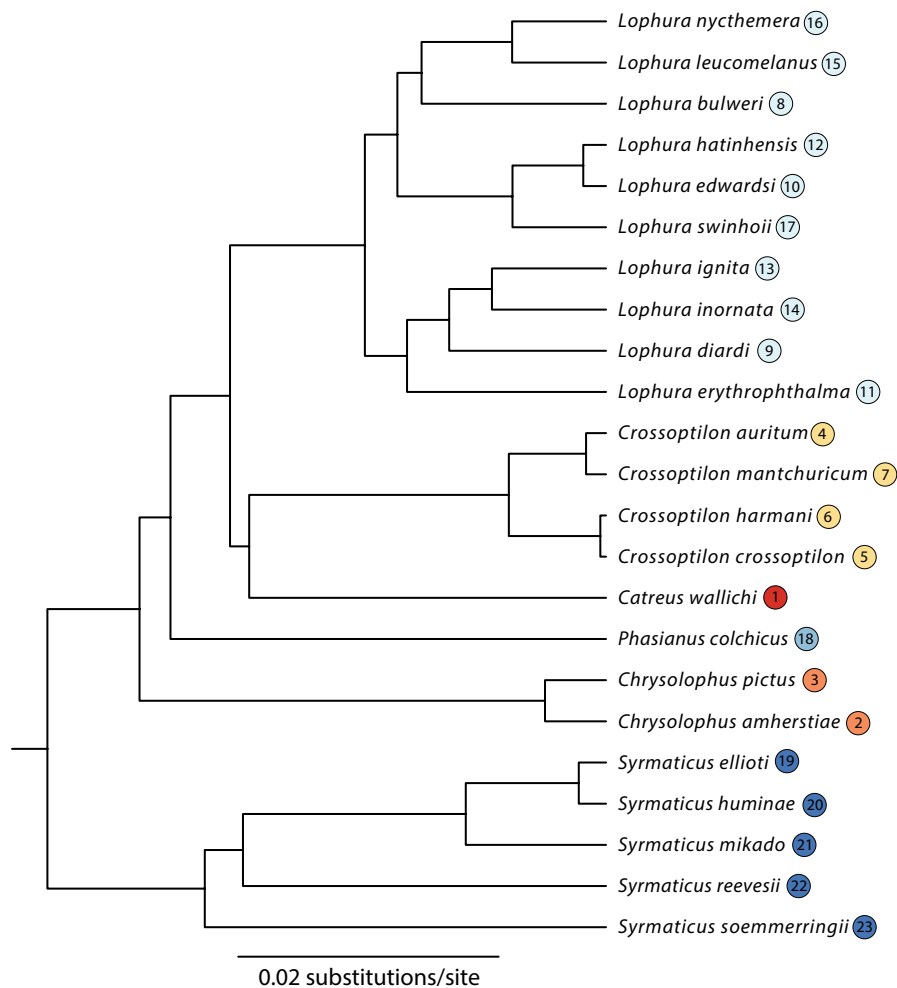 Lophura nycthemera 16
Lophura leucomelanus 15
Lophura bulweri 8
Lophura hatinhensis 12
Lophura edwardsi 10
Lophura swinhoii 17
Lophura ignita 13
Lophura inornata 14
Lophura diardi 9
Lophura erythrophthalma 11
Crossoptilon auritum 4
Crossoptilon mantchuricum 7
Crossoptilon harmani 6
Crossoptilon crossoptilon 5
Catreus wallichi 1
Phasianus colchicus 18
Chrysolophus pictus 3
Chrysolophus amherstiae 2
Syrmaticus ellioti 19
Syrmaticus huminae 20
Syrmaticus mikado 21
Syrmaticus reevesii 22
Syrmaticus soemmerringii 23
0.02 substitutions/site